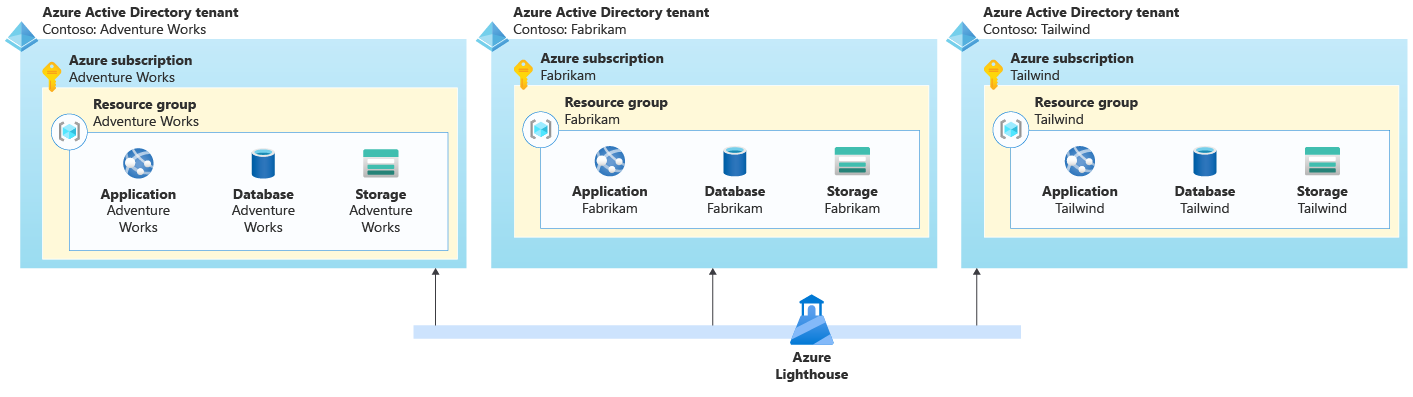 Azure Active Directory tenant
Contoso: Adventure Works
Azure subscription
Adventure Works
Resource group
Adventure Works
Application
Adventure
Works
Database
Adventure
Works
Storage
Adventure
Works
Azure Active Directory tenant
Contoso: Fabrikam
Azure subscription
Fabrikam
Resource group
Fabrikam
Application
Fabrikam
Database
Fabrikam
Storage
Fabrikam
Azure Active Directory tenant
Contoso: Tailwind
Azure subscription
Tailwind
Resource group
Tailwind
Application
Tailwind
Database
Tailwind
Storage
Tailwind
Azure
Lighthouse